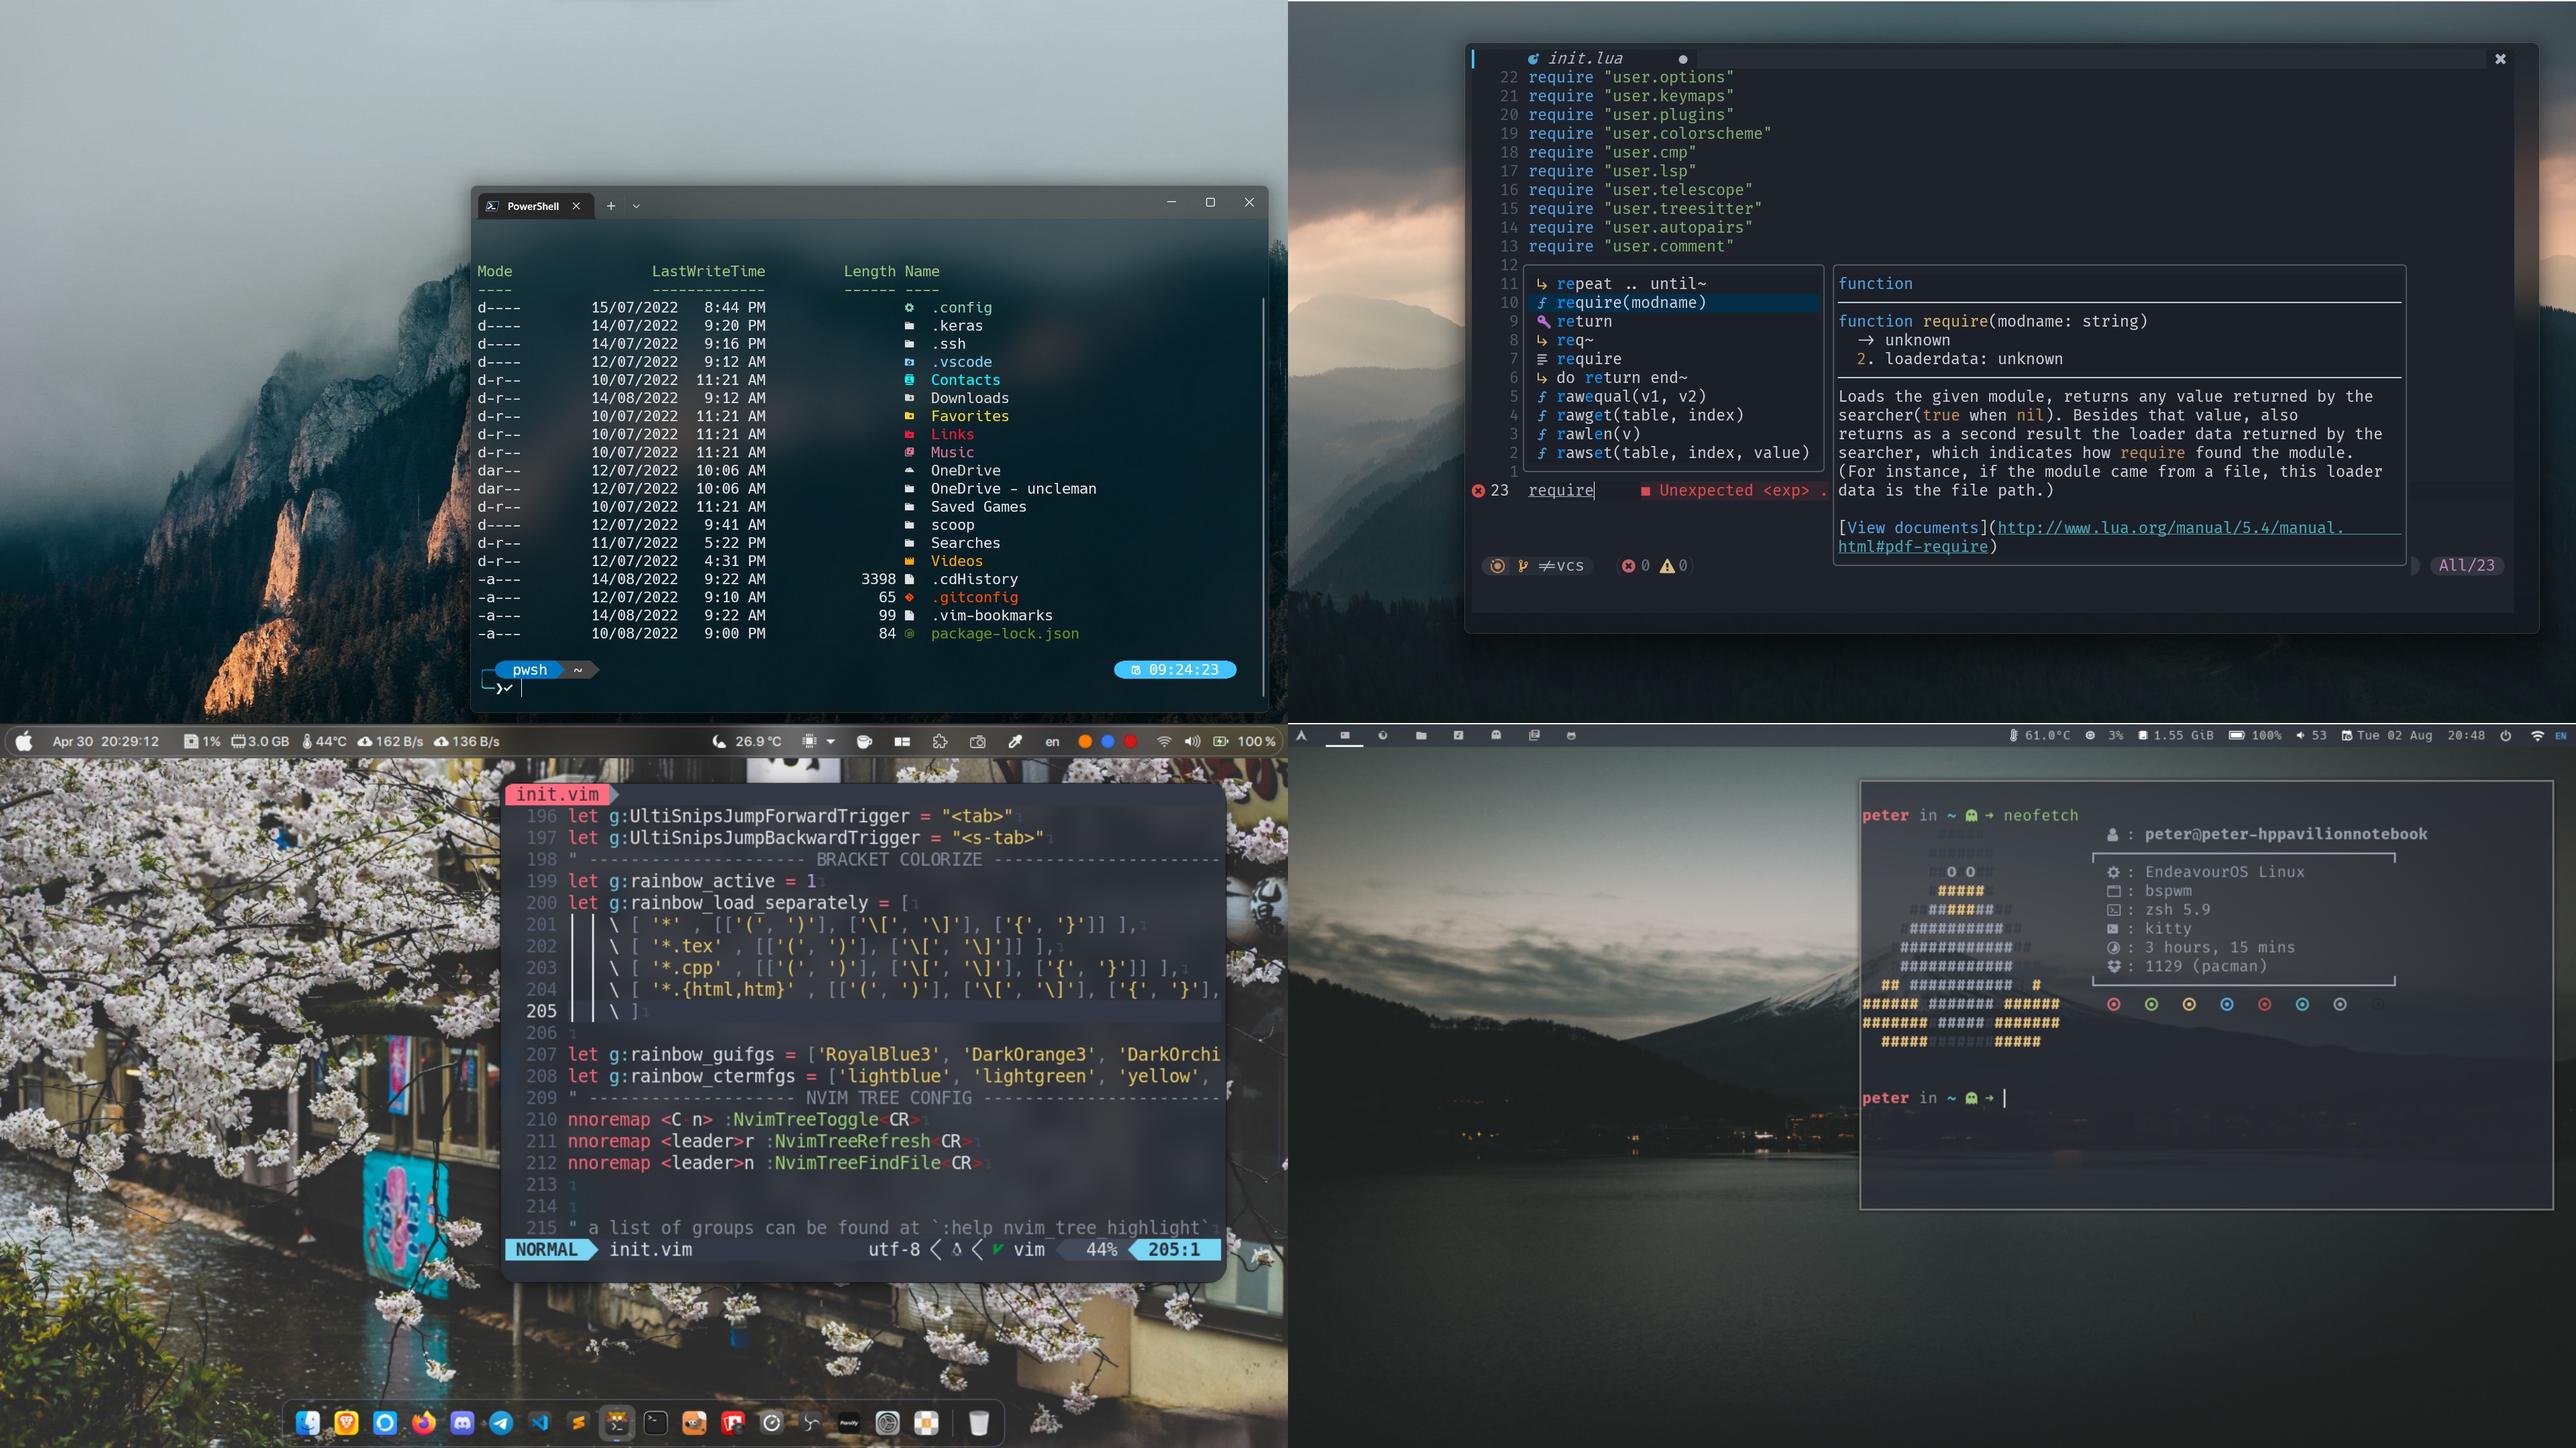 PowerShell
Mode LastWriteTime Length Name
---- ------------- ------ ----
d---- 15/07/2022 8:44 PM .config
d---- 14/07/2022 9:20 PM .keras
d---- 14/07/2022 9:16 PM .ssh
d---- 12/07/2022 9:12 AM .vscode
d-r-- 10/07/2022 11:21 AM Contacts
d-r-- 14/08/2022 9:12 AM Downloads
d-r-- 10/07/2022 11:21 AM Favorites
d-r-- 10/07/2022 11:21 AM Links
d-r-- 10/07/2022 11:21 AM Music
dar-- 12/07/2022 10:06 AM OneDrive
dar-- 12/07/2022 10:06 AM OneDrive - uncleman
d-r-- 10/07/2022 11:21 AM Saved Games
d---- 12/07/2022 9:41 AM scoop
d-r-- 11/07/2022 5:22 PM Searches
d-r-- 12/07/2022 4:31 PM Videos
-a--- 14/08/2022 9:22 AM 3398 .cdHistory
-a--- 12/07/2022 9:10 AM 65 .gitconfig
-a--- 14/08/2022 9:22 AM 99 .vim-bookmarks
-a--- 10/08/2022 9:00 PM 84 package-lock.json
pwsh ~ 09:24:23
init.lua
22 require "user.options"
21 require "user.keymaps"
20 require "user.plugins"
19 require "user.colorscheme"
18 require "user.cmp"
17 require "user.lsp"
16 require "user.telescope"
15 require "user.treesitter"
14 require "user.autopairs"
13 require "user.comment"
12
11 repeat .. until~
10 ƒ require(modname)
9 return
8 req~
7 require
6 do return end~
5 ƒ rawequal(v1, v2)
4 ƒ rawget(table, index)
3 ƒ rawlen(v)
2 ƒ rawset(table, index, value)
1
23 require ■ Unexpected <exp> .
function
function require(modname: string)
→ unknown
2. loaderdata: unknown
Loads the given module, returns any value returned by the
searcher(true when nil). Besides that value, also
returns as a second result the loader data returned by the
searcher, which indicates how require found the module.
(For instance, if the module came from a file, this loader
data is the file path.)
[View documents](http://www.lua.org/manual/5.4/manual.
html#pdf-require)
≠vcs 0 0 All/23
Apr 30 20:29:12 1% 3.0 GB 44°C 162 B/s 136 B/s 26.9 °C en 100 %
init.vim
196 let g:UltiSnipsJumpForwardTrigger = "<tab>"
197 let g:UltiSnipsJumpBackwardTrigger = "<s-tab>"
198 " --------------------- BRACKET COLORIZE -----------------------
199 let g:rainbow_active = 1
200 let g:rainbow_load_separately = [
201 \ [ '*' , [['(', ')'], ['\[', '\]'], ['{', '}']] ],
202 \ [ '*.tex' , [['(', ')'], ['\[', '\]']] ],
203 \ [ '*.cpp' , [['(', ')'], ['\[', '\]'], ['{', '}']] ],
204 \ [ '*.{html,htm}' , [['(', ')'], ['\[', '\]'], ['{', '}'],
205 \ ]
206
207 let g:rainbow_guifgs = ['RoyalBlue3', 'DarkOrange3', 'DarkOrchi
208 let g:rainbow_ctermfgs = ['lightblue', 'lightgreen', 'yellow',
209 " -------------------- NVIM TREE CONFIG -----------------------
210 nnoremap <C-n> :NvimTreeToggle<CR>
211 nnoremap <leader>r :NvimTreeRefresh<CR>
212 nnoremap <leader>n :NvimTreeFindFile<CR>
213
214
215 " a list of groups can be found at `:help nvim_tree_highlight`
NORMAL init.vim utf-8 vim 44% 205:1
61.0°C 3% 1.55 GiB 100% 53 Tue 02 Aug 20:48 EN
peter in ~ → neofetch
peter@peter-hppavilionnotebook
: EndeavourOS Linux
: bspwm
: zsh 5.9
: kitty
: 3 hours, 15 mins
: 1129 (pacman)
peter in ~ →